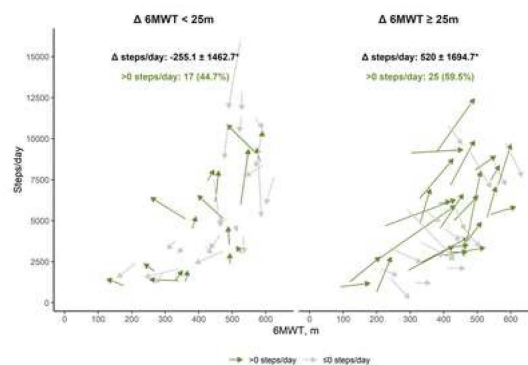 Δ 6MWT < 25m
Δ 6MWT ≥ 25m
Δ steps/day: -255.1 ± 1462.7*
>0 steps/day: 17 (44.7%)
Δ steps/day: 520 ± 1694.7*
>0 steps/day: 25 (59.5%)
Steps/day
15000
12500
10000
7500
5000
2500
0
0 100 200 300 400 500 600
0 100 200 300 400 500 600
6MWT, m
>0 steps/day ≤0 steps/day